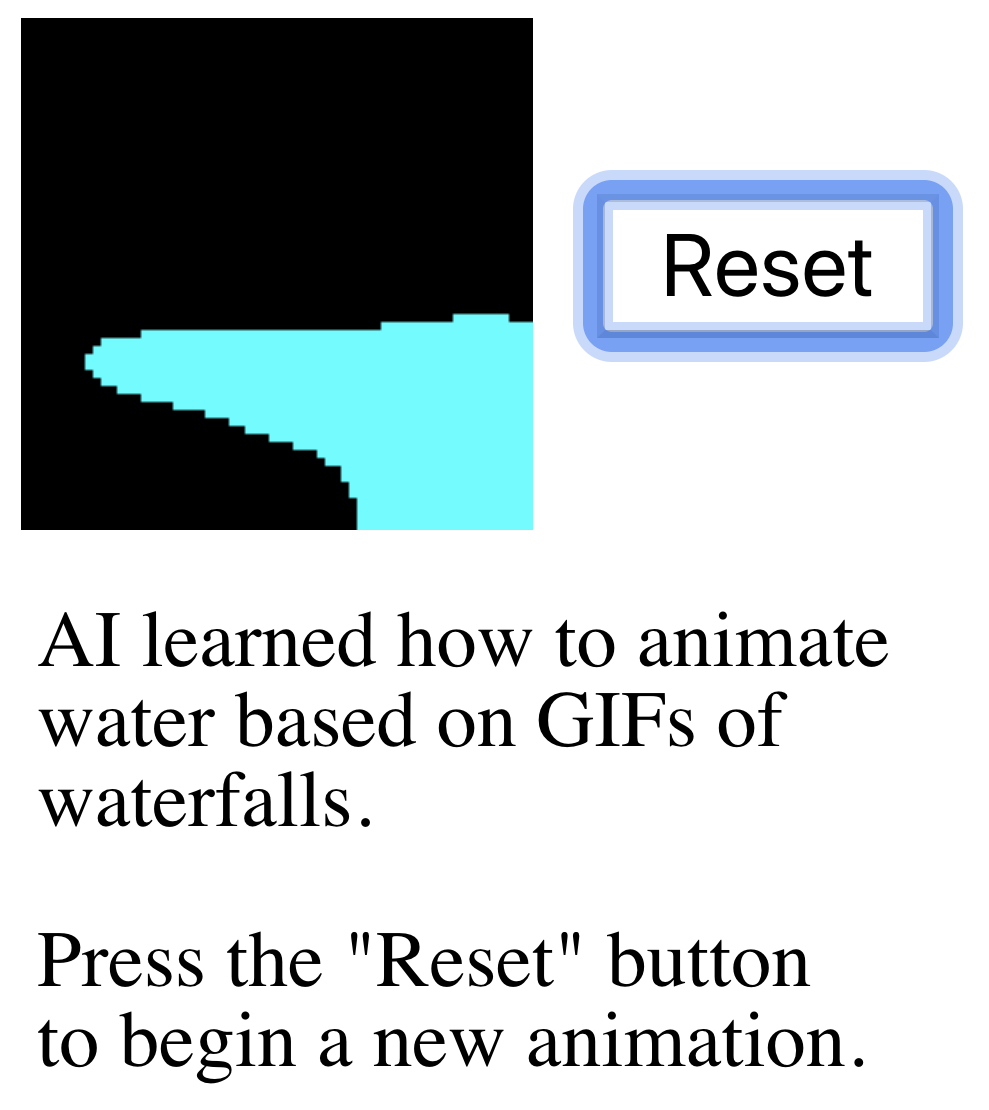 Reset
AI learned how to animate
water based on GIFs of
waterfalls.
Press the "Reset" button
to begin a new animation.